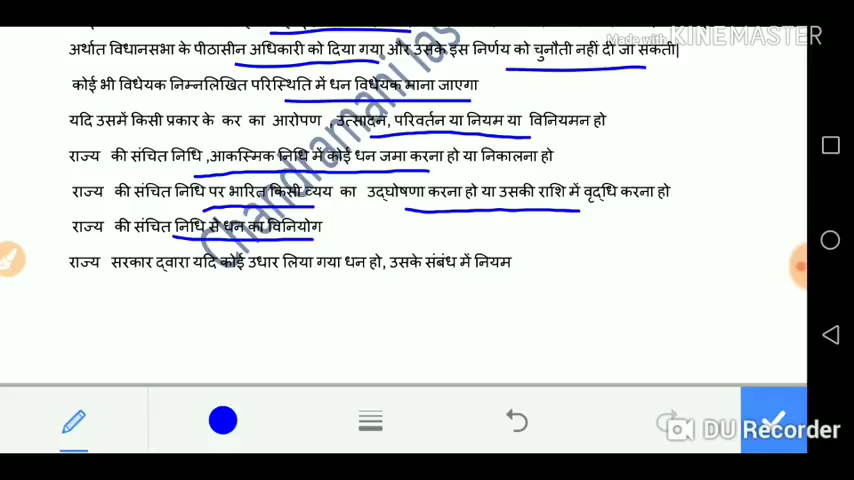 Made with KINEMASTER
अर्थात विधानसभा के पीठासीन अधिकारी को दिया गया और उसके इस निर्णय को चुनौती नहीं दी जा सकती|
कोई भी विधेयक निम्नलिखित परिस्थिति में धन विधेयक माना जाएगा
यदि उसमें किसी प्रकार के कर का आरोपण , उत्सादन, परिवर्तन या नियम या विनियमन हो
राज्य की संचित निधि ,आकस्मिक निधि में कोई धन जमा करना हो या निकालना हो
राज्य की संचित निधि पर भारित किसी व्यय का उद्घोषणा करना हो या उसकी राशि में वृद्धि करना हो
राज्य की संचित निधि से धन का विनियोग
राज्य सरकार द्वारा यदि कोई उधार लिया गया धन हो, उसके संबंध में नियम
Chandramani las
DU Recorder